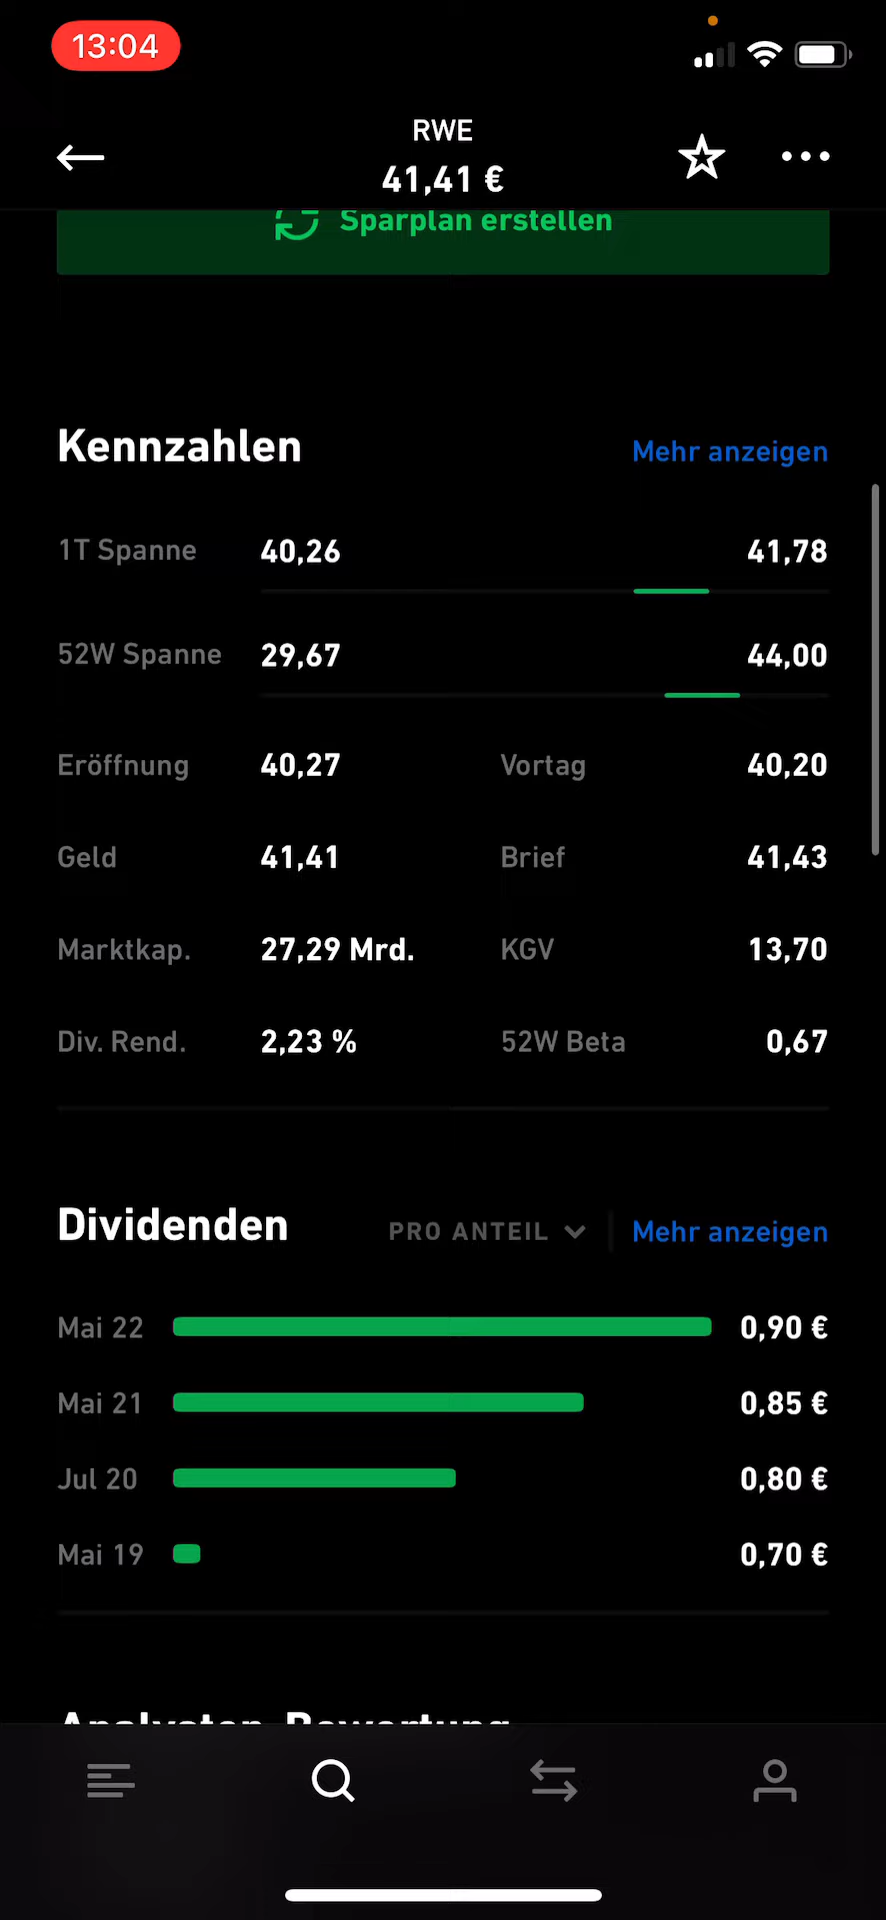 13:04
RWE
41,41 €
Sparplan erstellen
Kennzahlen Mehr anzeigen
1T Spanne 40,26 41,78
52W Spanne 29,67 44,00
Eröffnung 40,27 Vortag 40,20
Geld 41,41 Brief 41,43
Marktkap. 27,29 Mrd. KGV 13,70
Div. Rend. 2,23 % 52W Beta 0,67
Dividenden PRO ANTEIL Mehr anzeigen
Mai 22 0,90 €
Mai 21 0,85 €
Jul 20 0,80 €
Mai 19 0,70 €
Analysten-Bewertung